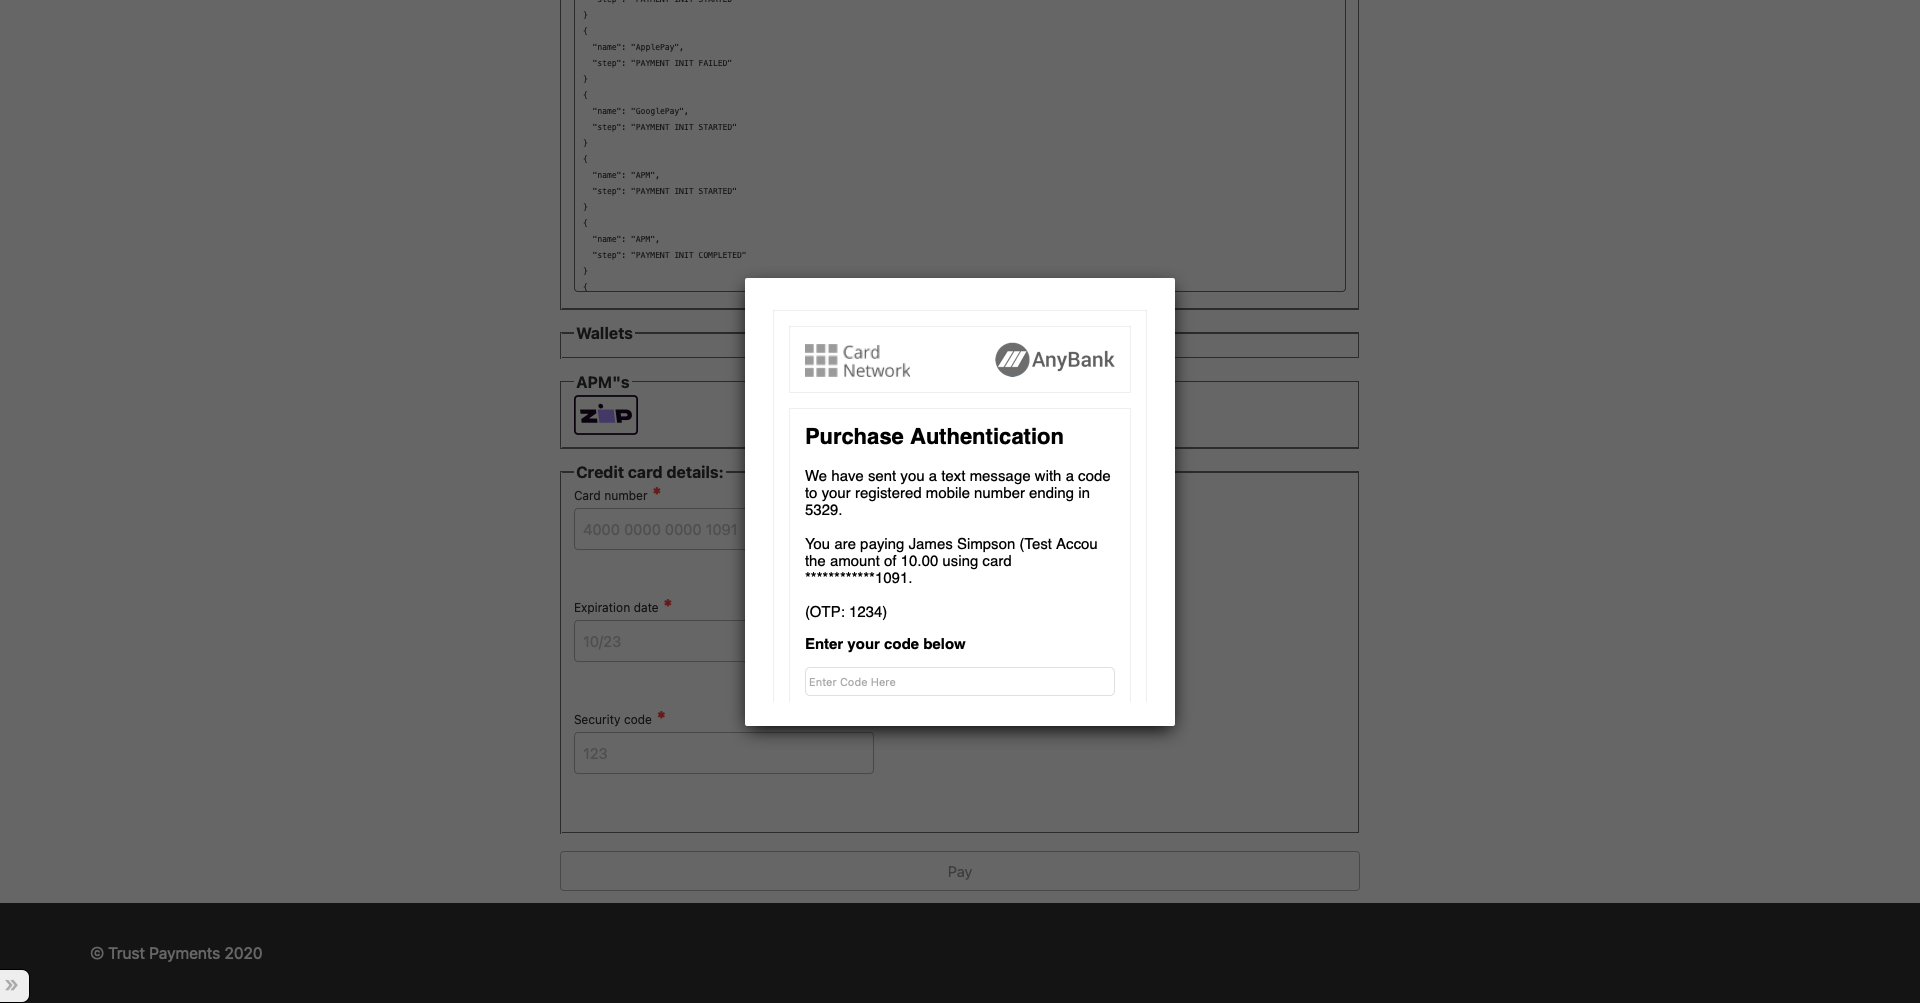 "step": "PAYMENT INIT STARTED"
}
{
"name": "ApplePay",
"step": "PAYMENT INIT FAILED"
}
{
"name": "GooglePay",
"step": "PAYMENT INIT STARTED"
}
{
"name": "APM",
"step": "PAYMENT INIT STARTED"
}
{
"name": "APM",
"step": "PAYMENT INIT COMPLETED"
}
{
Wallets
APM"s
zip
Credit card details:
Card number *
4000 0000 0000 1091
Expiration date *
10/23
Security code *
123
Pay
Card
Network
AnyBank
Purchase Authentication
We have sent you a text message with a code
to your registered mobile number ending in
5329.
You are paying James Simpson (Test Accou
the amount of 10.00 using card
************1091.
(OTP: 1234)
Enter your code below
Enter Code Here
© Trust Payments 2020
»